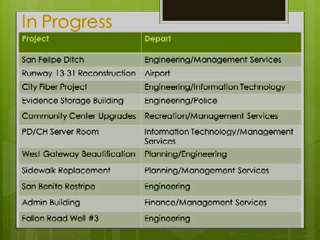 In Progress
Project Depart
San Felipe Ditch Engineering/Management Services
Runway 13-31 Reconstruction Airport
City Fiber Project Engineering/Information Technology
Evidence Storage Building Engineering/Police
Community Center Upgrades Recreation/Management Services
PD/CH Server Room Information Technology/Management
Services
West Gateway Beautification Planning/Engineering
Sidewalk Replacement Planning/Management Services
San Benito Restripe Engineering
Admin Building Finance/Management Services
Fallon Road Well #3 Engineering